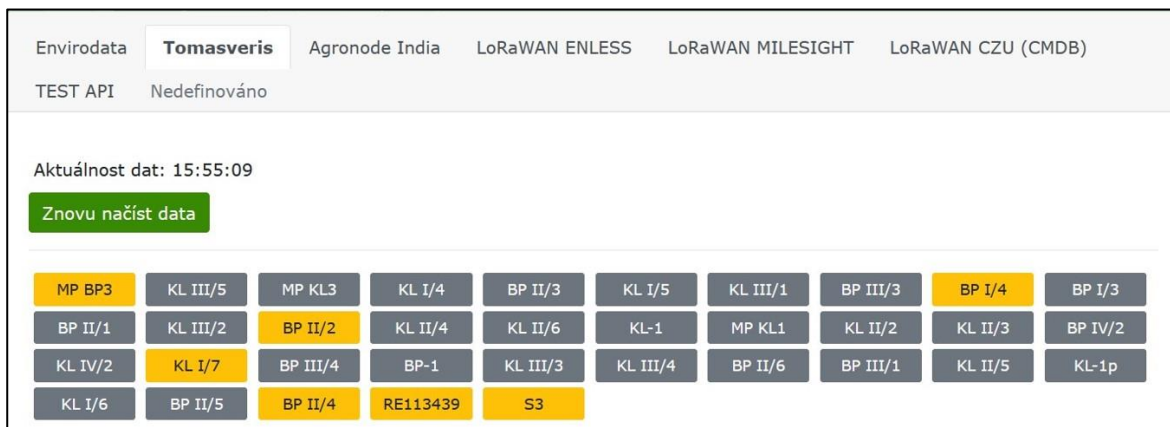 Envirodata Tomasveris Agronode India LoRaWAN ENLESS LoRaWAN MILESIGHT LoRaWAN CZU (CMDB)
TEST API Nedefinováno
Aktuálnost dat: 15:55:09
Znovu načíst data
MP BP3 KL III/5 MP KL3 KL I/4 BP II/3 KL I/5 KL III/1 BP III/3 BP I/4 BP I/3
BP II/1 KL III/2 BP II/2 KL II/4 KL II/6 KL-1 MP KL1 KL II/2 KL II/3 BP IV/2
KL IV/2 KL I/7 BP III/4 BP-1 KL III/3 KL III/4 BP II/6 BP III/1 KL II/5 KL-1p
KL I/6 BP II/5 BP II/4 RE113439 S3